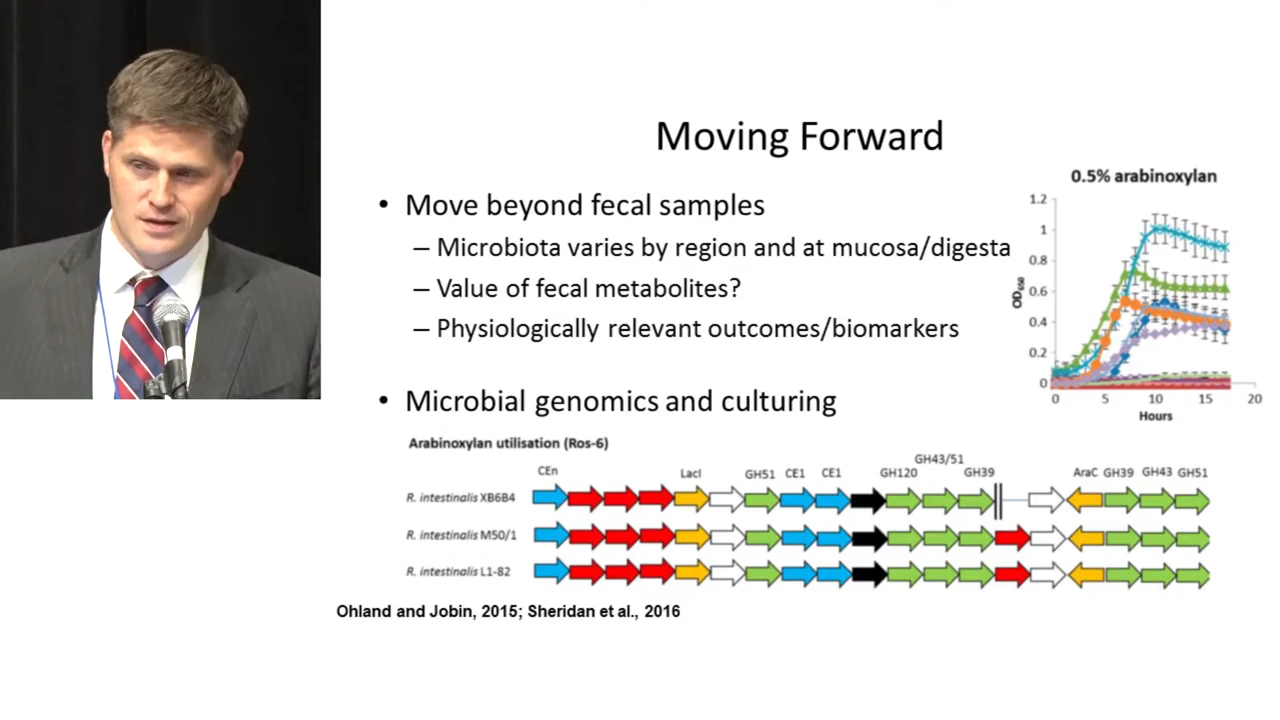 Moving Forward
• Move beyond fecal samples
– Microbiota varies by region and at mucosa/digesta
– Value of fecal metabolites?
– Physiologically relevant outcomes/biomarkers
• Microbial genomics and culturing
0.5% arabinoxylan
1.2
1
0.8
0.6
0.4
0.2
0
OD650
0 5 10 15 20
Hours
Arabinoxylan utilisation (Ros-6)
CEn LacI GH51 CE1 CE1 GH120 GH43/51 GH39 AraC GH39 GH43 GH51
R. intestinalis XB6B4
R. intestinalis M50/1
R. intestinalis L1-82
Ohland and Jobin, 2015; Sheridan et al., 2016